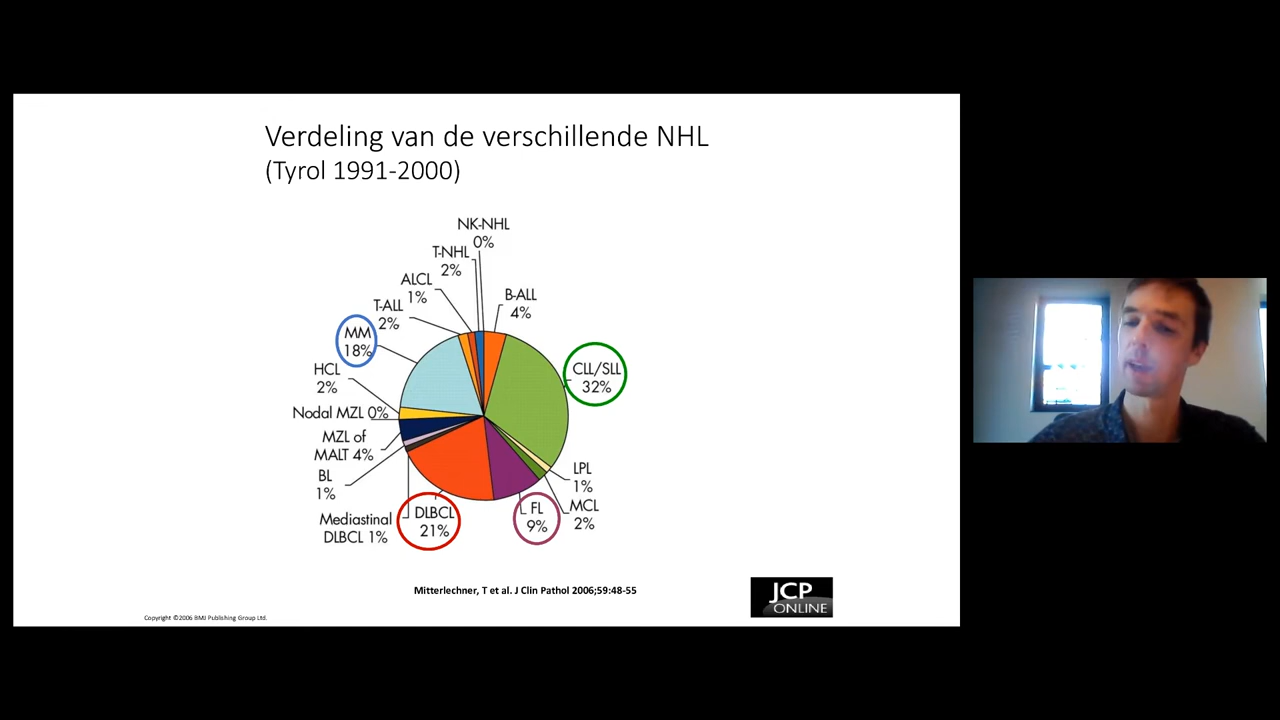 Verdeling van de verschillende NHL
(Tyrol 1991-2000)
NK-NHL
0%
T-NHL
2%
ALCL
1%
T-ALL
2%
B-ALL
4%
MM
18%
CLL/SLL
32%
HCL
2%
Nodal MZL 0%
MZL of
MALT 4%
BL
1%
LPL
1%
MCL
2%
Mediastinal
DLBCL 1%
DLBCL
21%
FL
9%
Mitterlechner, T et al. J Clin Pathol 2006;59:48-55
JCP
ONLINE
Copyright ©2006 BMJ Publishing Group Ltd.